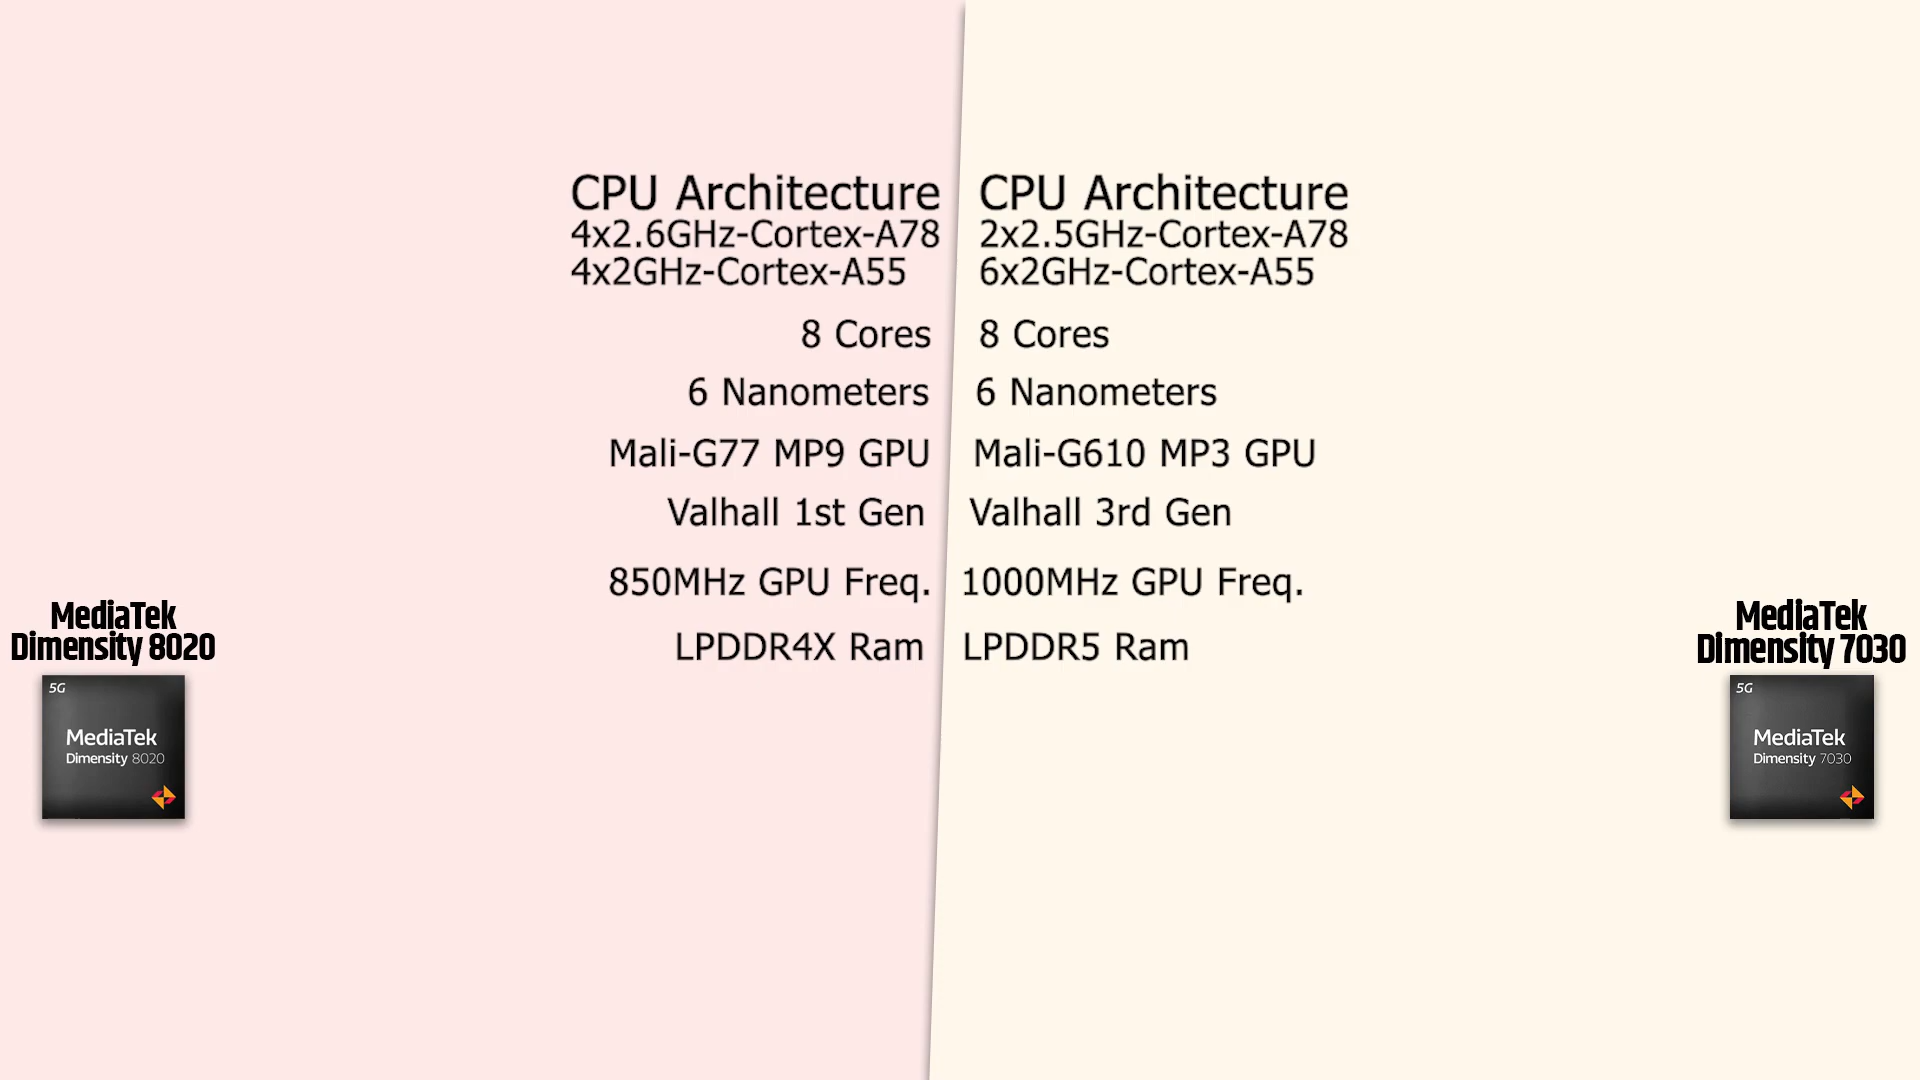 CPU Architecture
4x2.6GHz-Cortex-A78
4x2GHz-Cortex-A55
8 Cores
6 Nanometers
Mali-G77 MP9 GPU
Valhall 1st Gen
850MHz GPU Freq.
LPDDR4X Ram
MediaTek
Dimensity 8020
5G
MediaTek
Dimensity 8020
CPU Architecture
2x2.5GHz-Cortex-A78
6x2GHz-Cortex-A55
8 Cores
6 Nanometers
Mali-G610 MP3 GPU
Valhall 3rd Gen
1000MHz GPU Freq.
LPDDR5 Ram
MediaTek
Dimensity 7030
5G
MediaTek
Dimensity 7030